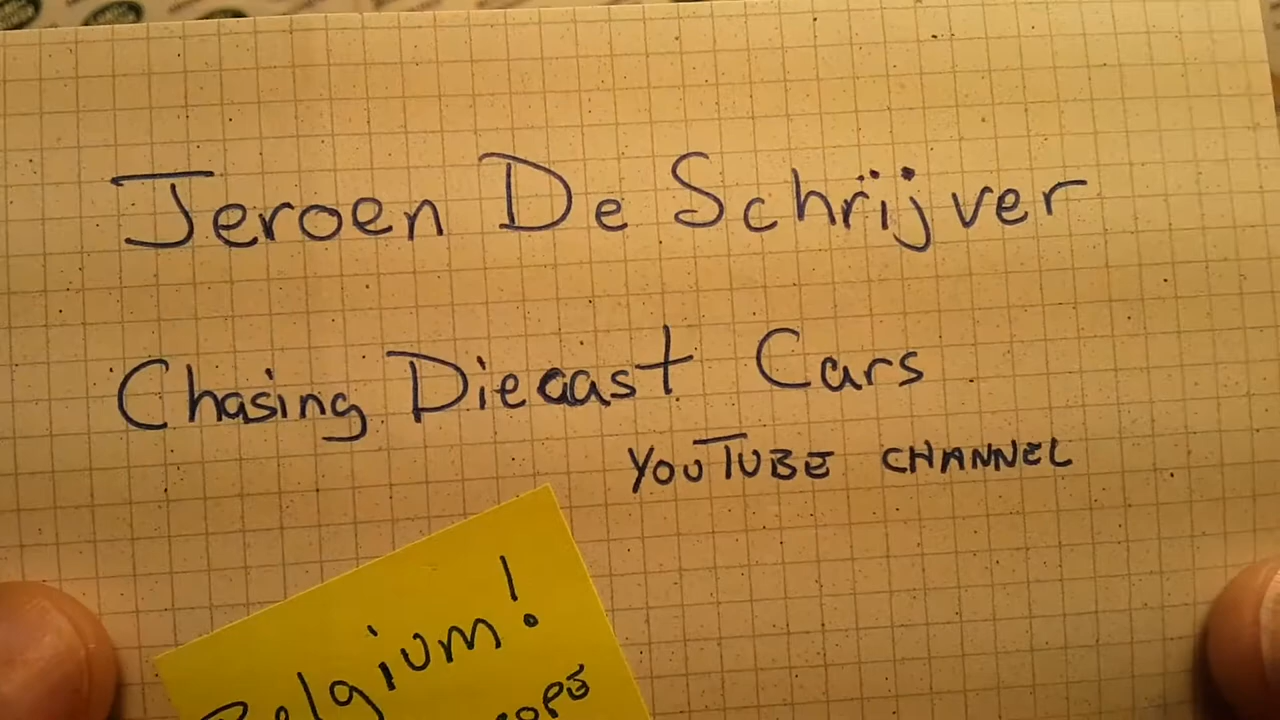 Jeroen De Schrijver
Chasing Diecast Cars
YOUTUBE CHANNEL
Belgium!